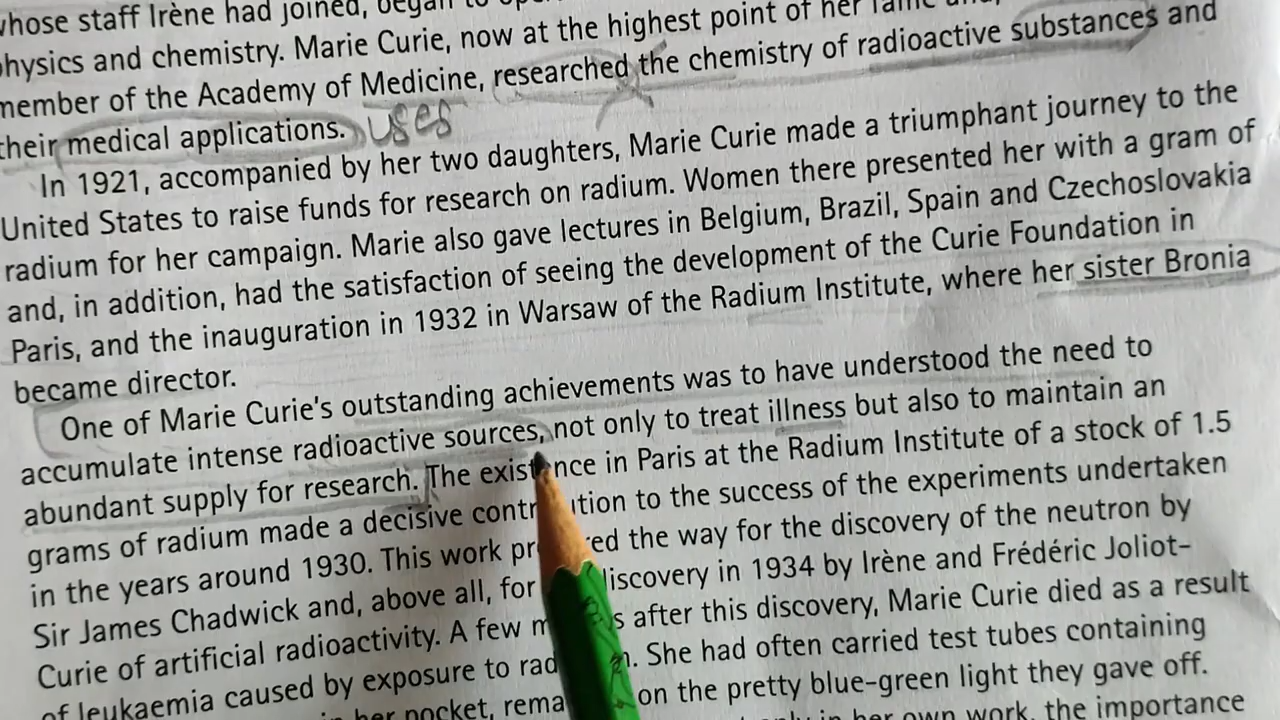 whose staff Irène had joined, began to
physics and chemistry. Marie Curie, now at the highest point of her fame
member of the Academy of Medicine, researched the chemistry of radioactive substances and
their medical applications. uses
In 1921, accompanied by her two daughters, Marie Curie made a triumphant journey to the
United States to raise funds for research on radium. Women there presented her with a gram of
radium for her campaign. Marie also gave lectures in Belgium, Brazil, Spain and Czechoslovakia
and, in addition, had the satisfaction of seeing the development of the Curie Foundation in
Paris, and the inauguration in 1932 in Warsaw of the Radium Institute, where her sister Bronia
became director.
One of Marie Curie's outstanding achievements was to have understood the need to
accumulate intense radioactive sources, not only to treat illness but also to maintain an
abundant supply for research. The existence in Paris at the Radium Institute of a stock of 1.5
grams of radium made a decisive contribution to the success of the experiments undertaken
in the years around 1930. This work the way for the discovery of the neutron by
Sir James Chadwick and, above all, for discovery in 1934 by Irène and Frédéric Joliot-
Curie of artificial radioactivity. A few after this discovery, Marie Curie died as a result
of leukaemia caused by exposure to She had often carried test tubes containing
in her pocket, on the pretty blue-green light they gave off.
in her own work, the importance